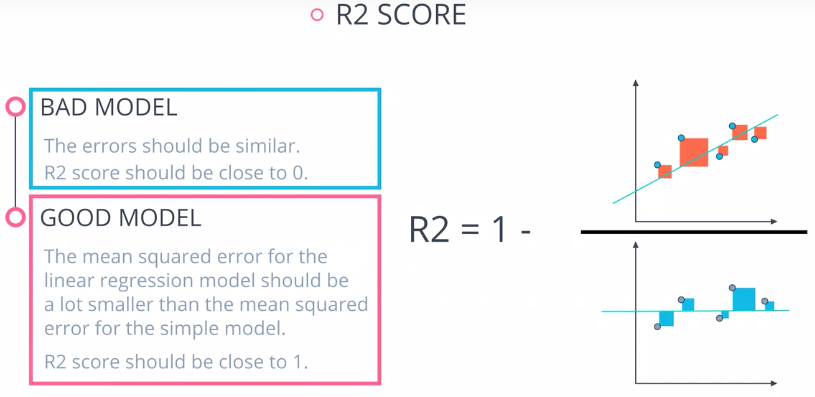 R2 SCORE
BAD MODEL
The errors should be similar.
R2 score should be close to 0.
GOOD MODEL
The mean squared error for the
linear regression model should be
a lot smaller than the mean squared
error for the simple model.
R2 score should be close to 1.
R2 = 1 -